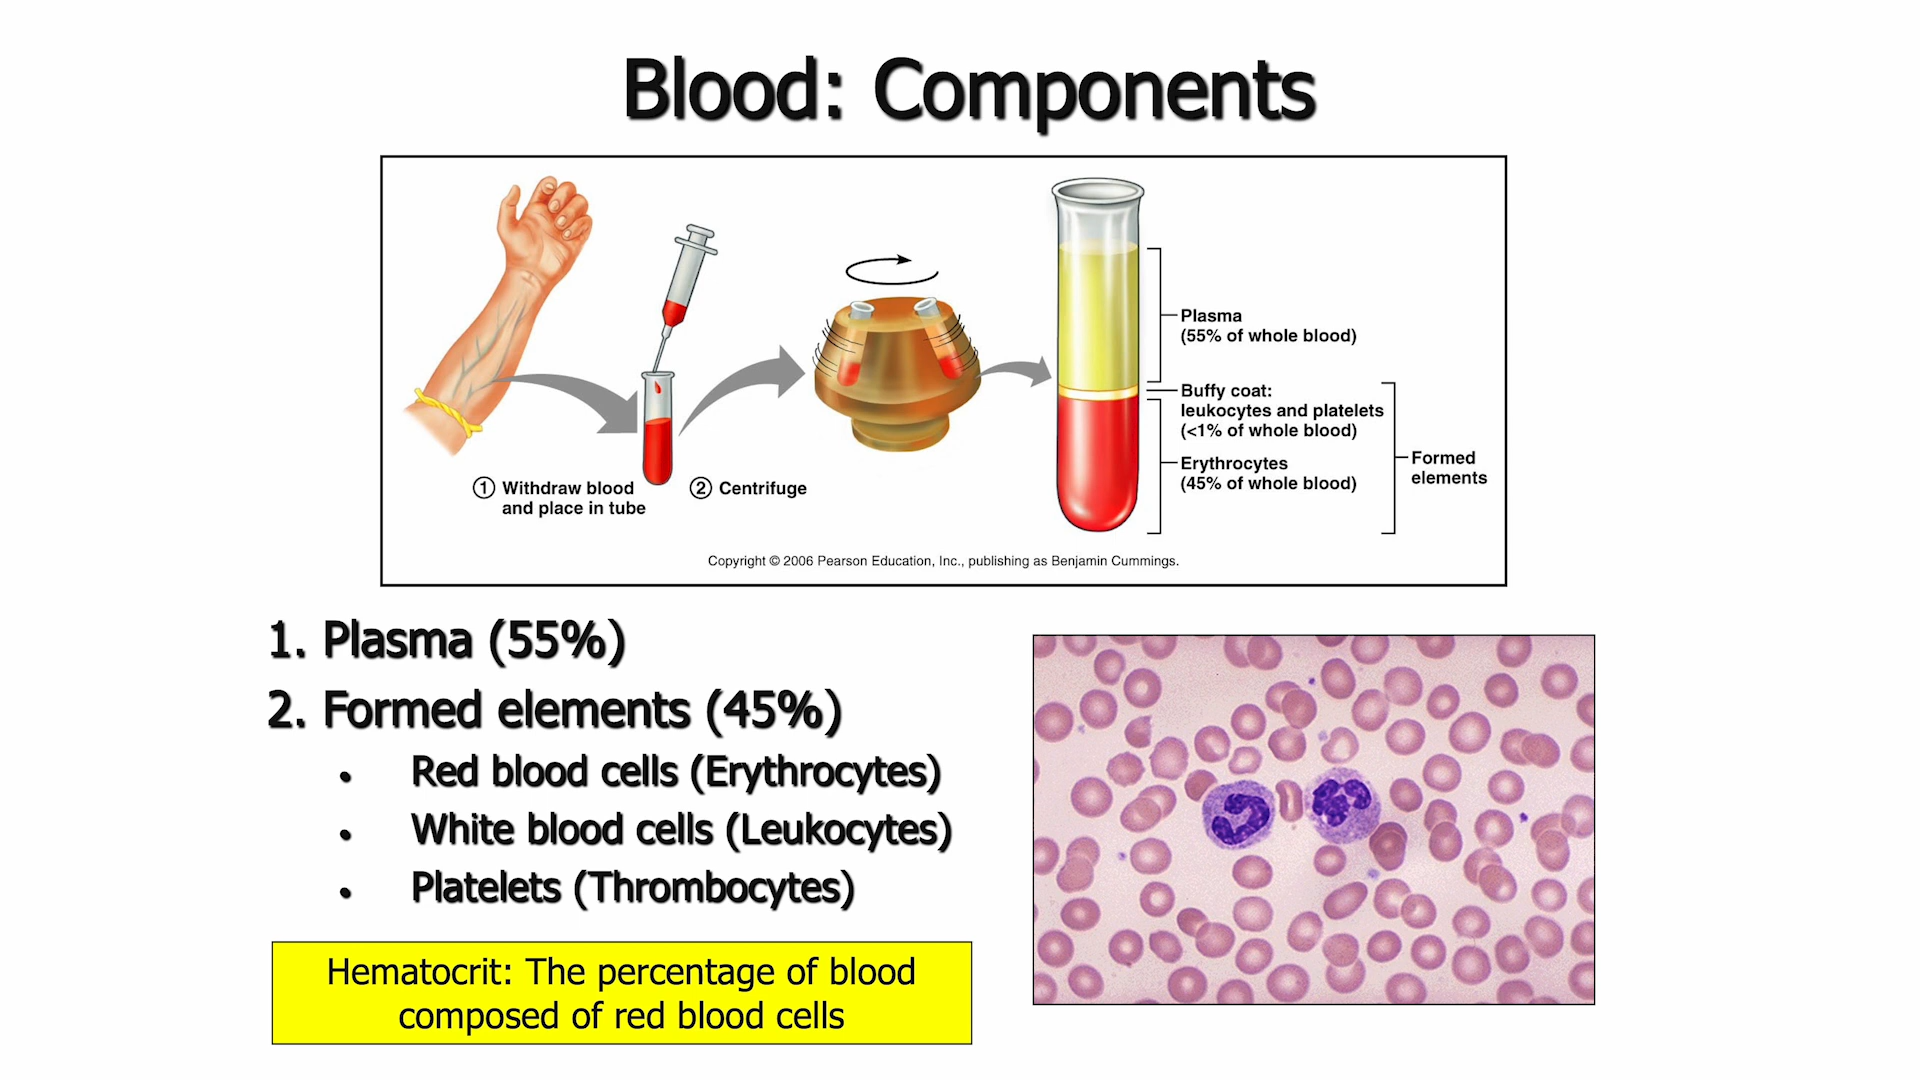 Blood: Components
① Withdraw blood
and place in tube
② Centrifuge
Plasma
(55% of whole blood)
Buffy coat:
leukocytes and platelets
(<1% of whole blood)
Erythrocytes
(45% of whole blood)
Formed
elements
Copyright © 2006 Pearson Education, Inc., publishing as Benjamin Cummings.
1. Plasma (55%)
2. Formed elements (45%)
• Red blood cells (Erythrocytes)
• White blood cells (Leukocytes)
• Platelets (Thrombocytes)
Hematocrit: The percentage of blood
composed of red blood cells